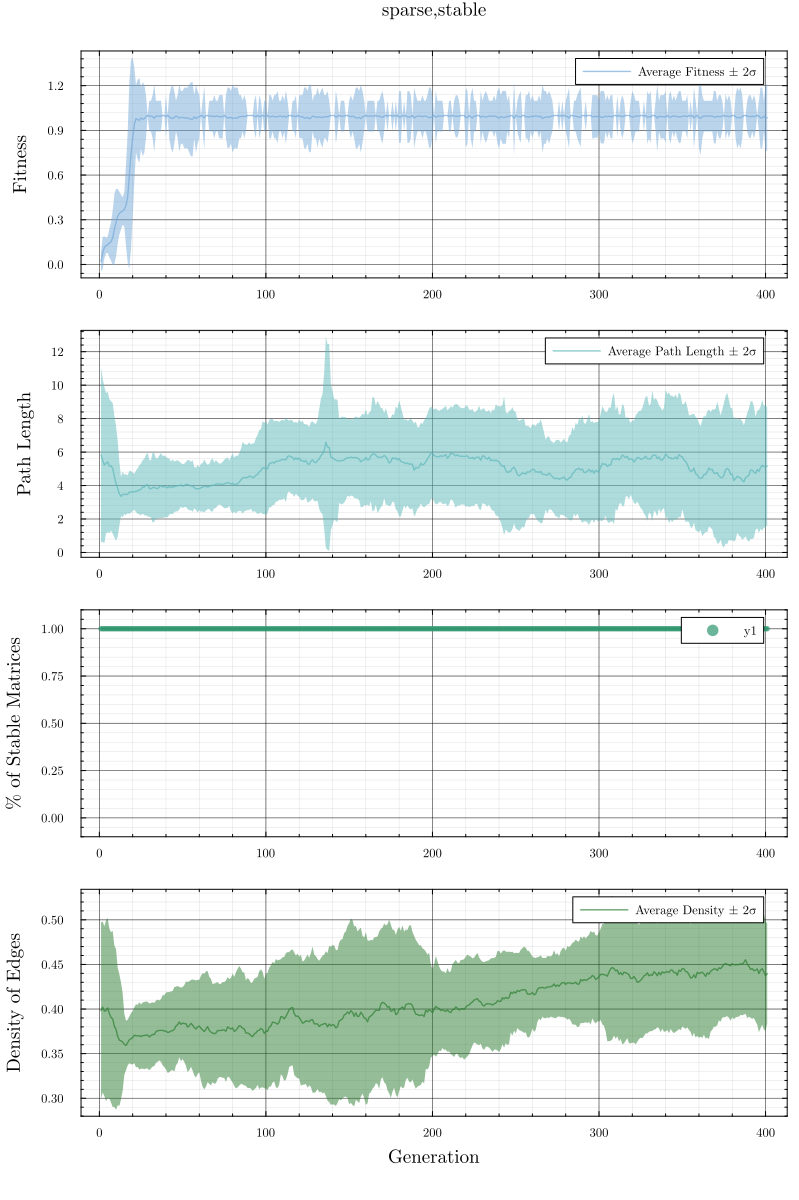 sparse,stable
Average Fitness ± 2σ
Fitness
1.2
0.9
0.6
0.3
0.0
0 100 200 300 400
Average Path Length ± 2σ
Path Length
12
10
8
6
4
2
0
0 100 200 300 400
y1
% of Stable Matrices
1.00
0.75
0.50
0.25
0.00
0 100 200 300 400
Average Density ± 2σ
Density of Edges
0.50
0.45
0.40
0.35
0.30
0 100 200 300 400
Generation